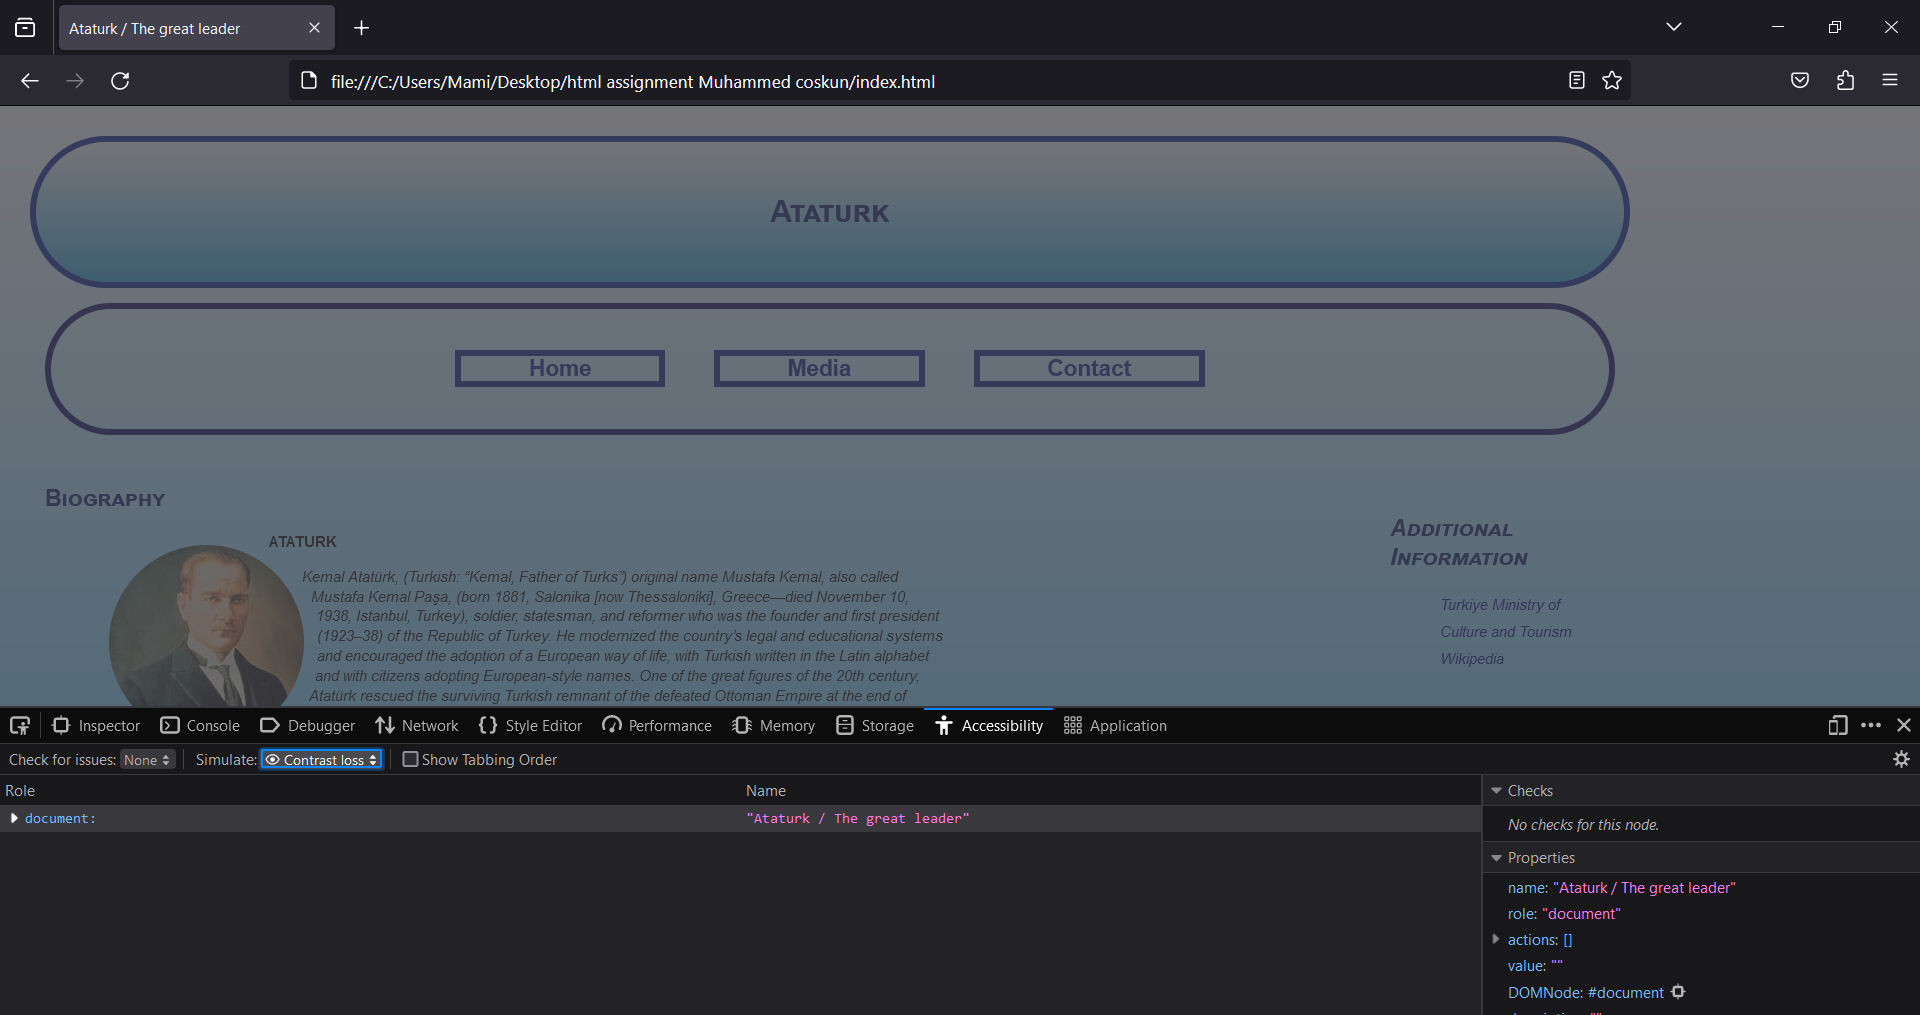 Ataturk / The great leader
file:///C:/Users/Mami/Desktop/html assignment Muhammed coskun/index.html
Ataturk
Home Media Contact
Biography
ATATURK
Kemal Atatürk, (Turkish: “Kemal, Father of Turks”) original name Mustafa Kemal, also called
Mustafa Kemal Paşa, (born 1881, Salonika [now Thessaloníki], Greece—died November 10,
1938, Istanbul, Turkey), soldier, statesman, and reformer who was the founder and first president
(1923–38) of the Republic of Turkey. He modernized the country’s legal and educational systems
and encouraged the adoption of a European way of life, with Turkish written in the Latin alphabet
and with citizens adopting European-style names. One of the great figures of the 20th century,
Atatürk rescued the surviving Turkish remnant of the defeated Ottoman Empire at the end of
Additional
Information
Turkiye Ministry of
Culture and Tourism
Wikipedia
Inspector Console Debugger Network Style Editor Performance Memory Storage Accessibility Application
Check for issues: None Simulate: Contrast loss Show Tabbing Order
Role Name
document: "Ataturk / The great leader"
Checks
No checks for this node.
Properties
name: "Ataturk / The great leader"
role: "document"
actions: []
value: ""
DOMNode: #document